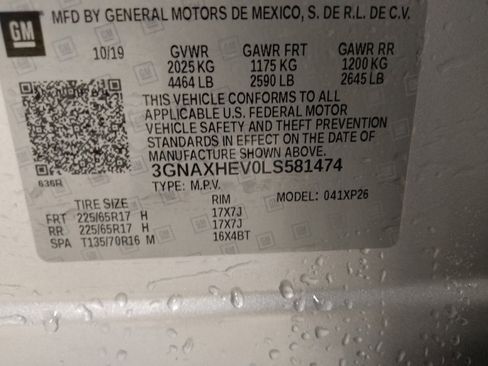 GM
MFD BY GENERAL MOTORS DE MEXICO, S. DE R.L. DE C.V.
10/19 GVWR GAWR FRT GAWR RR
2025 KG 1175 KG 1200 KG
4464 LB 2590 LB 2645 LB
THIS VEHICLE CONFORMS TO ALL
APPLICABLE U.S. FEDERAL MOTOR
VEHICLE SAFETY AND THEFT PREVENTION
STANDARDS IN EFFECT ON THE DATE OF
MANUFACTURE SHOWN ABOVE.
636R 3GNAXHEV0LS581474
TYPE: M.P.V. MODEL: 041XP26
TIRE SIZE RIM
FRT 225/65R17 H 17X7J
RR 225/65R17 H 17X7J
SPA T135/70R16 M 16X4BT